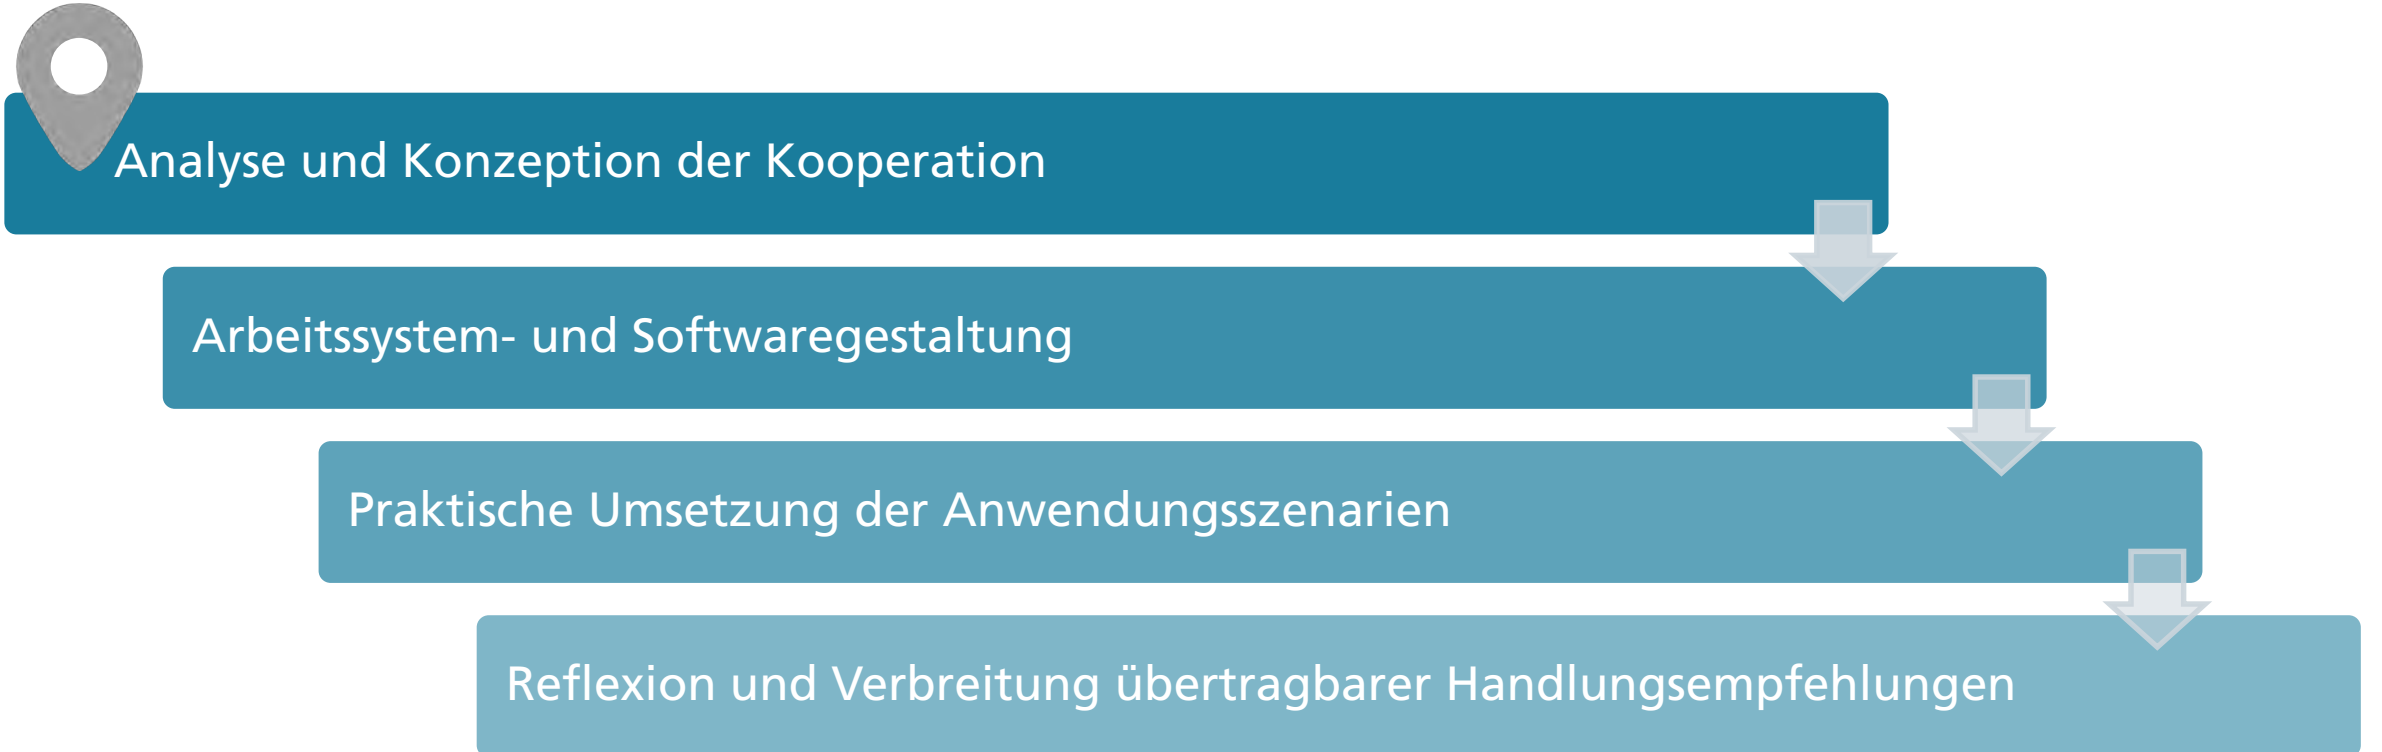 Analyse und Konzeption der Kooperation
Arbeitssystem- und Softwaregestaltung
Praktische Umsetzung der Anwendungsszenarien
Reflexion und Verbreitung übertragbarer Handlungsempfehlungen